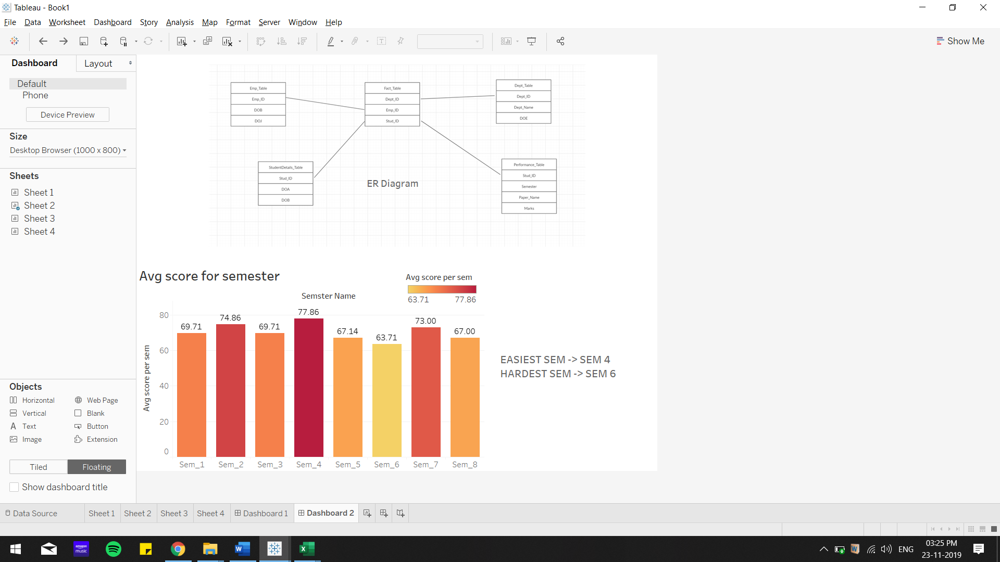 Tableau - Book1
File Data Worksheet Dashboard Story Analysis Map Format Server Window Help
Show Me
Dashboard
Layout
Default
Phone
Device Preview
Size
Desktop Browser (1000 x 800)
Sheets
Sheet 1
Sheet 2
Sheet 3
Sheet 4
Objects
Horizontal
Web Page
Vertical
Blank
Text
Button
Image
Extension
Tiled
Floating
Show dashboard title
Emp_Table
Emp_ID
DOB
DOJ
Fact_Table
Dept_ID
Emp_ID
Stud_ID
Dept_Table
Dept_ID
Dept_Name
DOE
StudentDetails_Table
Stud_ID
DOA
DOB
ER Diagram
Performance_Table
Stud_ID
Semester
Paper_Name
Marks
Avg score for semester
Avg score per sem
63.71 77.86
Semster Name
Avg score per sem
80
60
40
20
0
69.71
74.86
69.71
77.86
67.14
63.71
73.00
67.00
Sem_1 Sem_2 Sem_3 Sem_4 Sem_5 Sem_6 Sem_7 Sem_8
EASIEST SEM -> SEM 4
HARDEST SEM -> SEM 6
Data Source
Sheet 1
Sheet 2
Sheet 3
Sheet 4
Dashboard 1
Dashboard 2
amazon
music
ENG
03:25 PM
23-11-2019